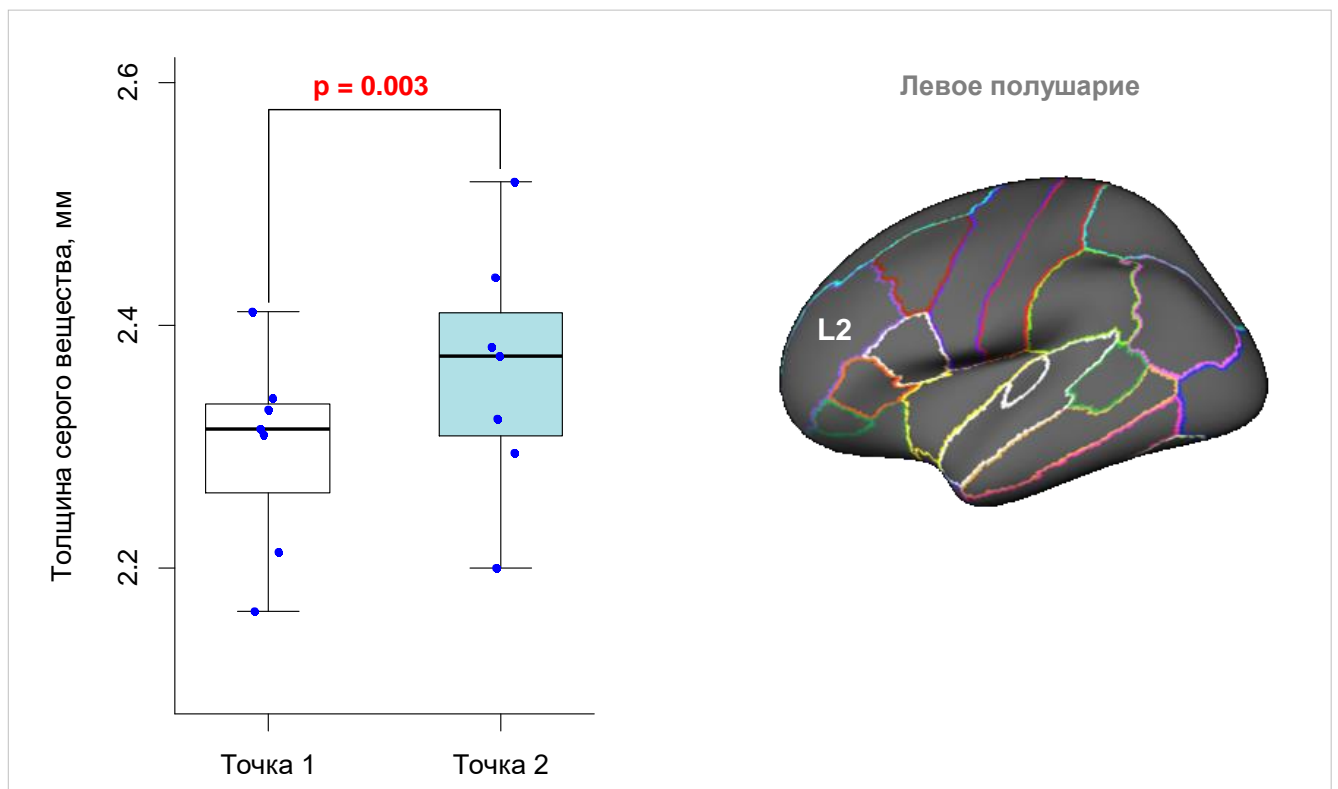 p = 0.003
Левое полушарие
Толщина серого вещества, мм
2.6
2.4
2.2
L2
Точка 1
Точка 2